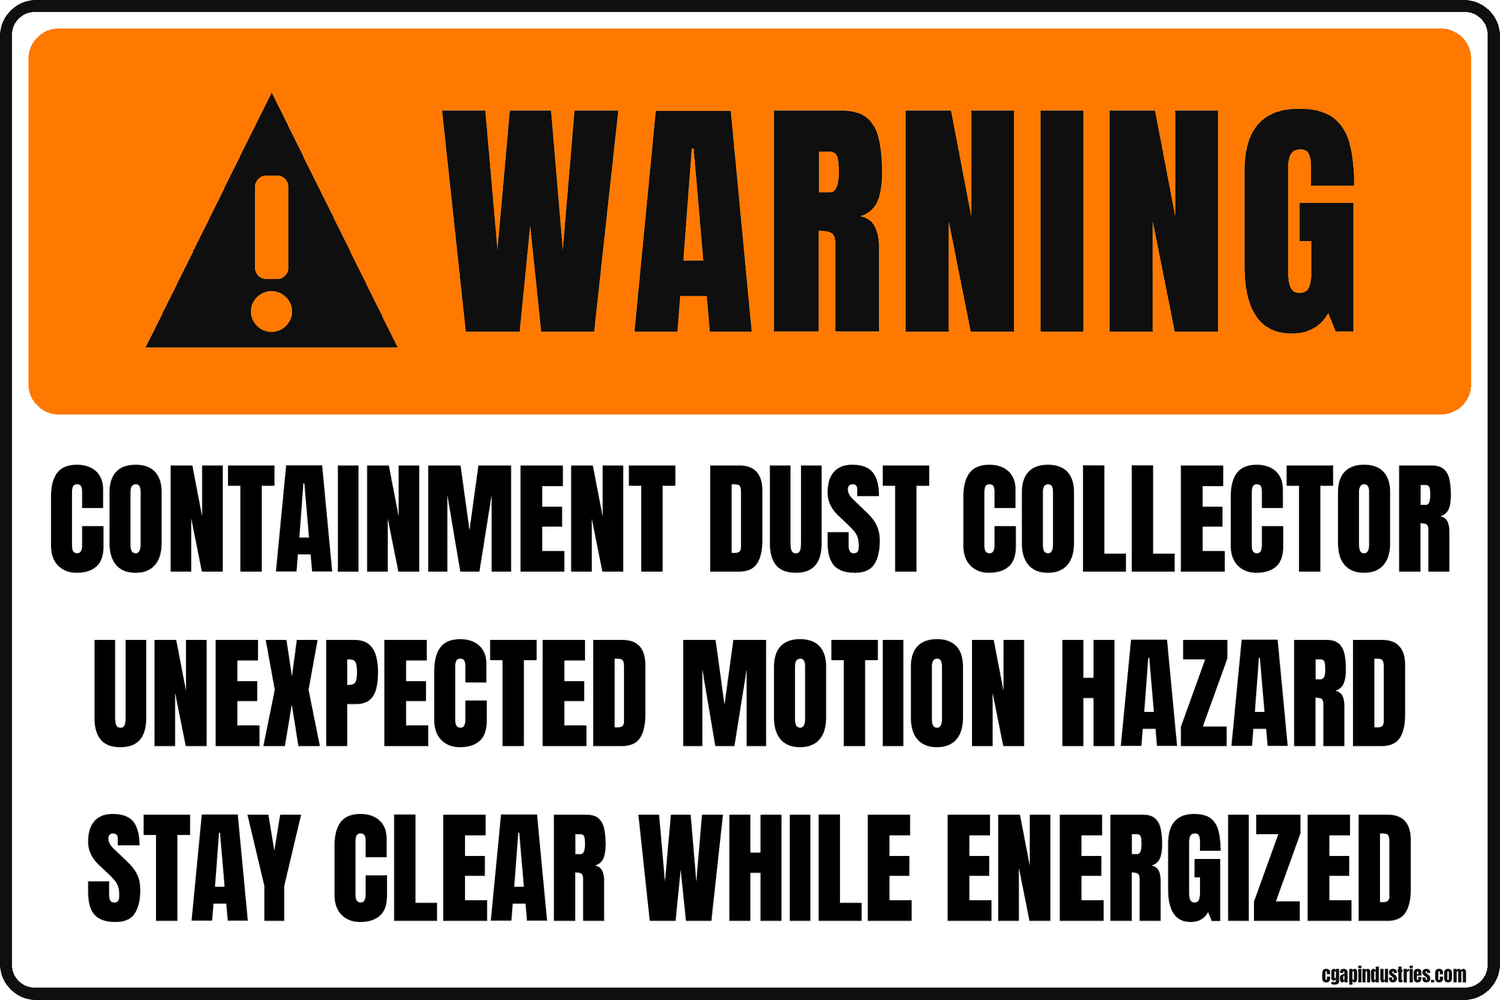 WARNING
CONTAINMENT DUST COLLECTOR
UNEXPECTED MOTION HAZARD
STAY CLEAR WHILE ENERGIZED
cgapindustries.com